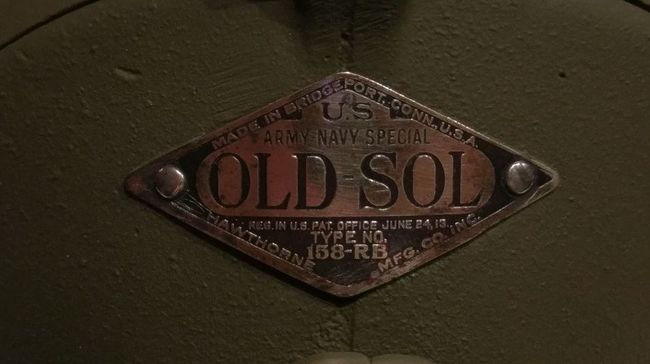 MADE IN BRIDGEPORT, CONN., U.S.A.
U.S
ARMY-NAVY SPECIAL
OLD-SOL
REG. IN U.S. PAT. OFFICE JUNE 24, 13.
TYPE NO.
158-RB
HAWTHORNE MFG. CO. INC.